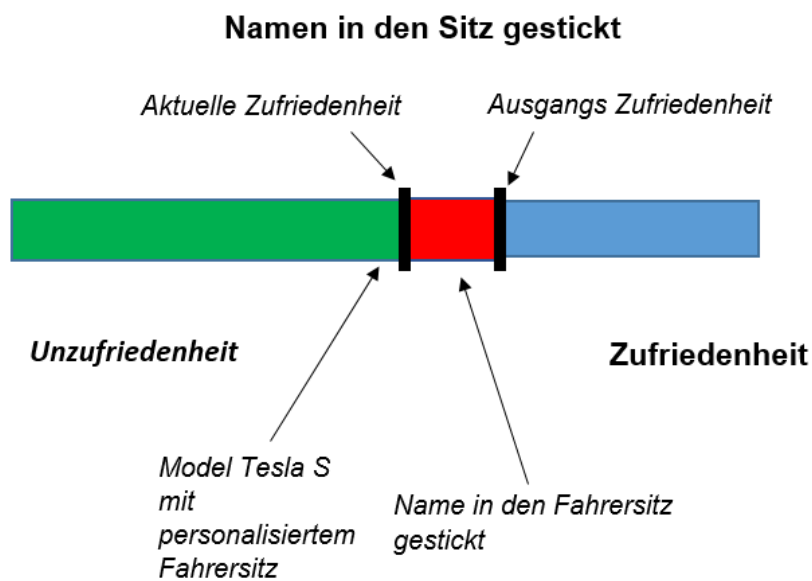 Namen in den Sitz gestickt
Aktuelle Zufriedenheit
Ausgangs Zufriedenheit
Unzufriedenheit
Zufriedenheit
Model Tesla S
mit
personalisiertem
Fahrersitz
Name in den Fahrersitz
gestickt